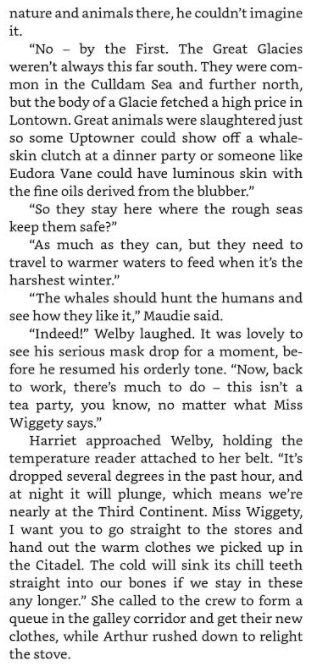 nature and animals there, he couldn't imagine
it.
“No – by the First. The Great Glacies
weren't always this far south. They were com-
mon in the Culldam Sea and further north,
but the body of a Glacie fetched a high price in
Lontown. Great animals were slaughtered just
so some Uptowner could show off a whale-
skin clutch at a dinner party or someone like
Eudora Vane could have luminous skin with
the fine oils derived from the blubber.”
“So they stay here where the rough seas
keep them safe?”
“As much as they can, but they need to
travel to warmer waters to feed when it's the
harshest winter.”
“The whales should hunt the humans and
see how they like it,” Maudie said.
“Indeed!” Welby laughed. It was lovely to
see his serious mask drop for a moment, be-
fore he resumed his orderly tone. “Now, back
to work, there's much to do – this isn't a
tea party, you know, no matter what Miss
Wiggety says.”
Harriet approached Welby, holding the
temperature reader attached to her belt. “It's
dropped several degrees in the past hour, and
at night it will plunge, which means we're
nearly at the Third Continent. Miss Wiggety,
I want you to go straight to the stores and
hand out the warm clothes we picked up in
the Citadel. The cold will sink its chill teeth
straight into our bones if we stay in these
any longer.” She called to the crew to form a
queue in the galley corridor and get their new
clothes, while Arthur rushed down to relight
the stove.